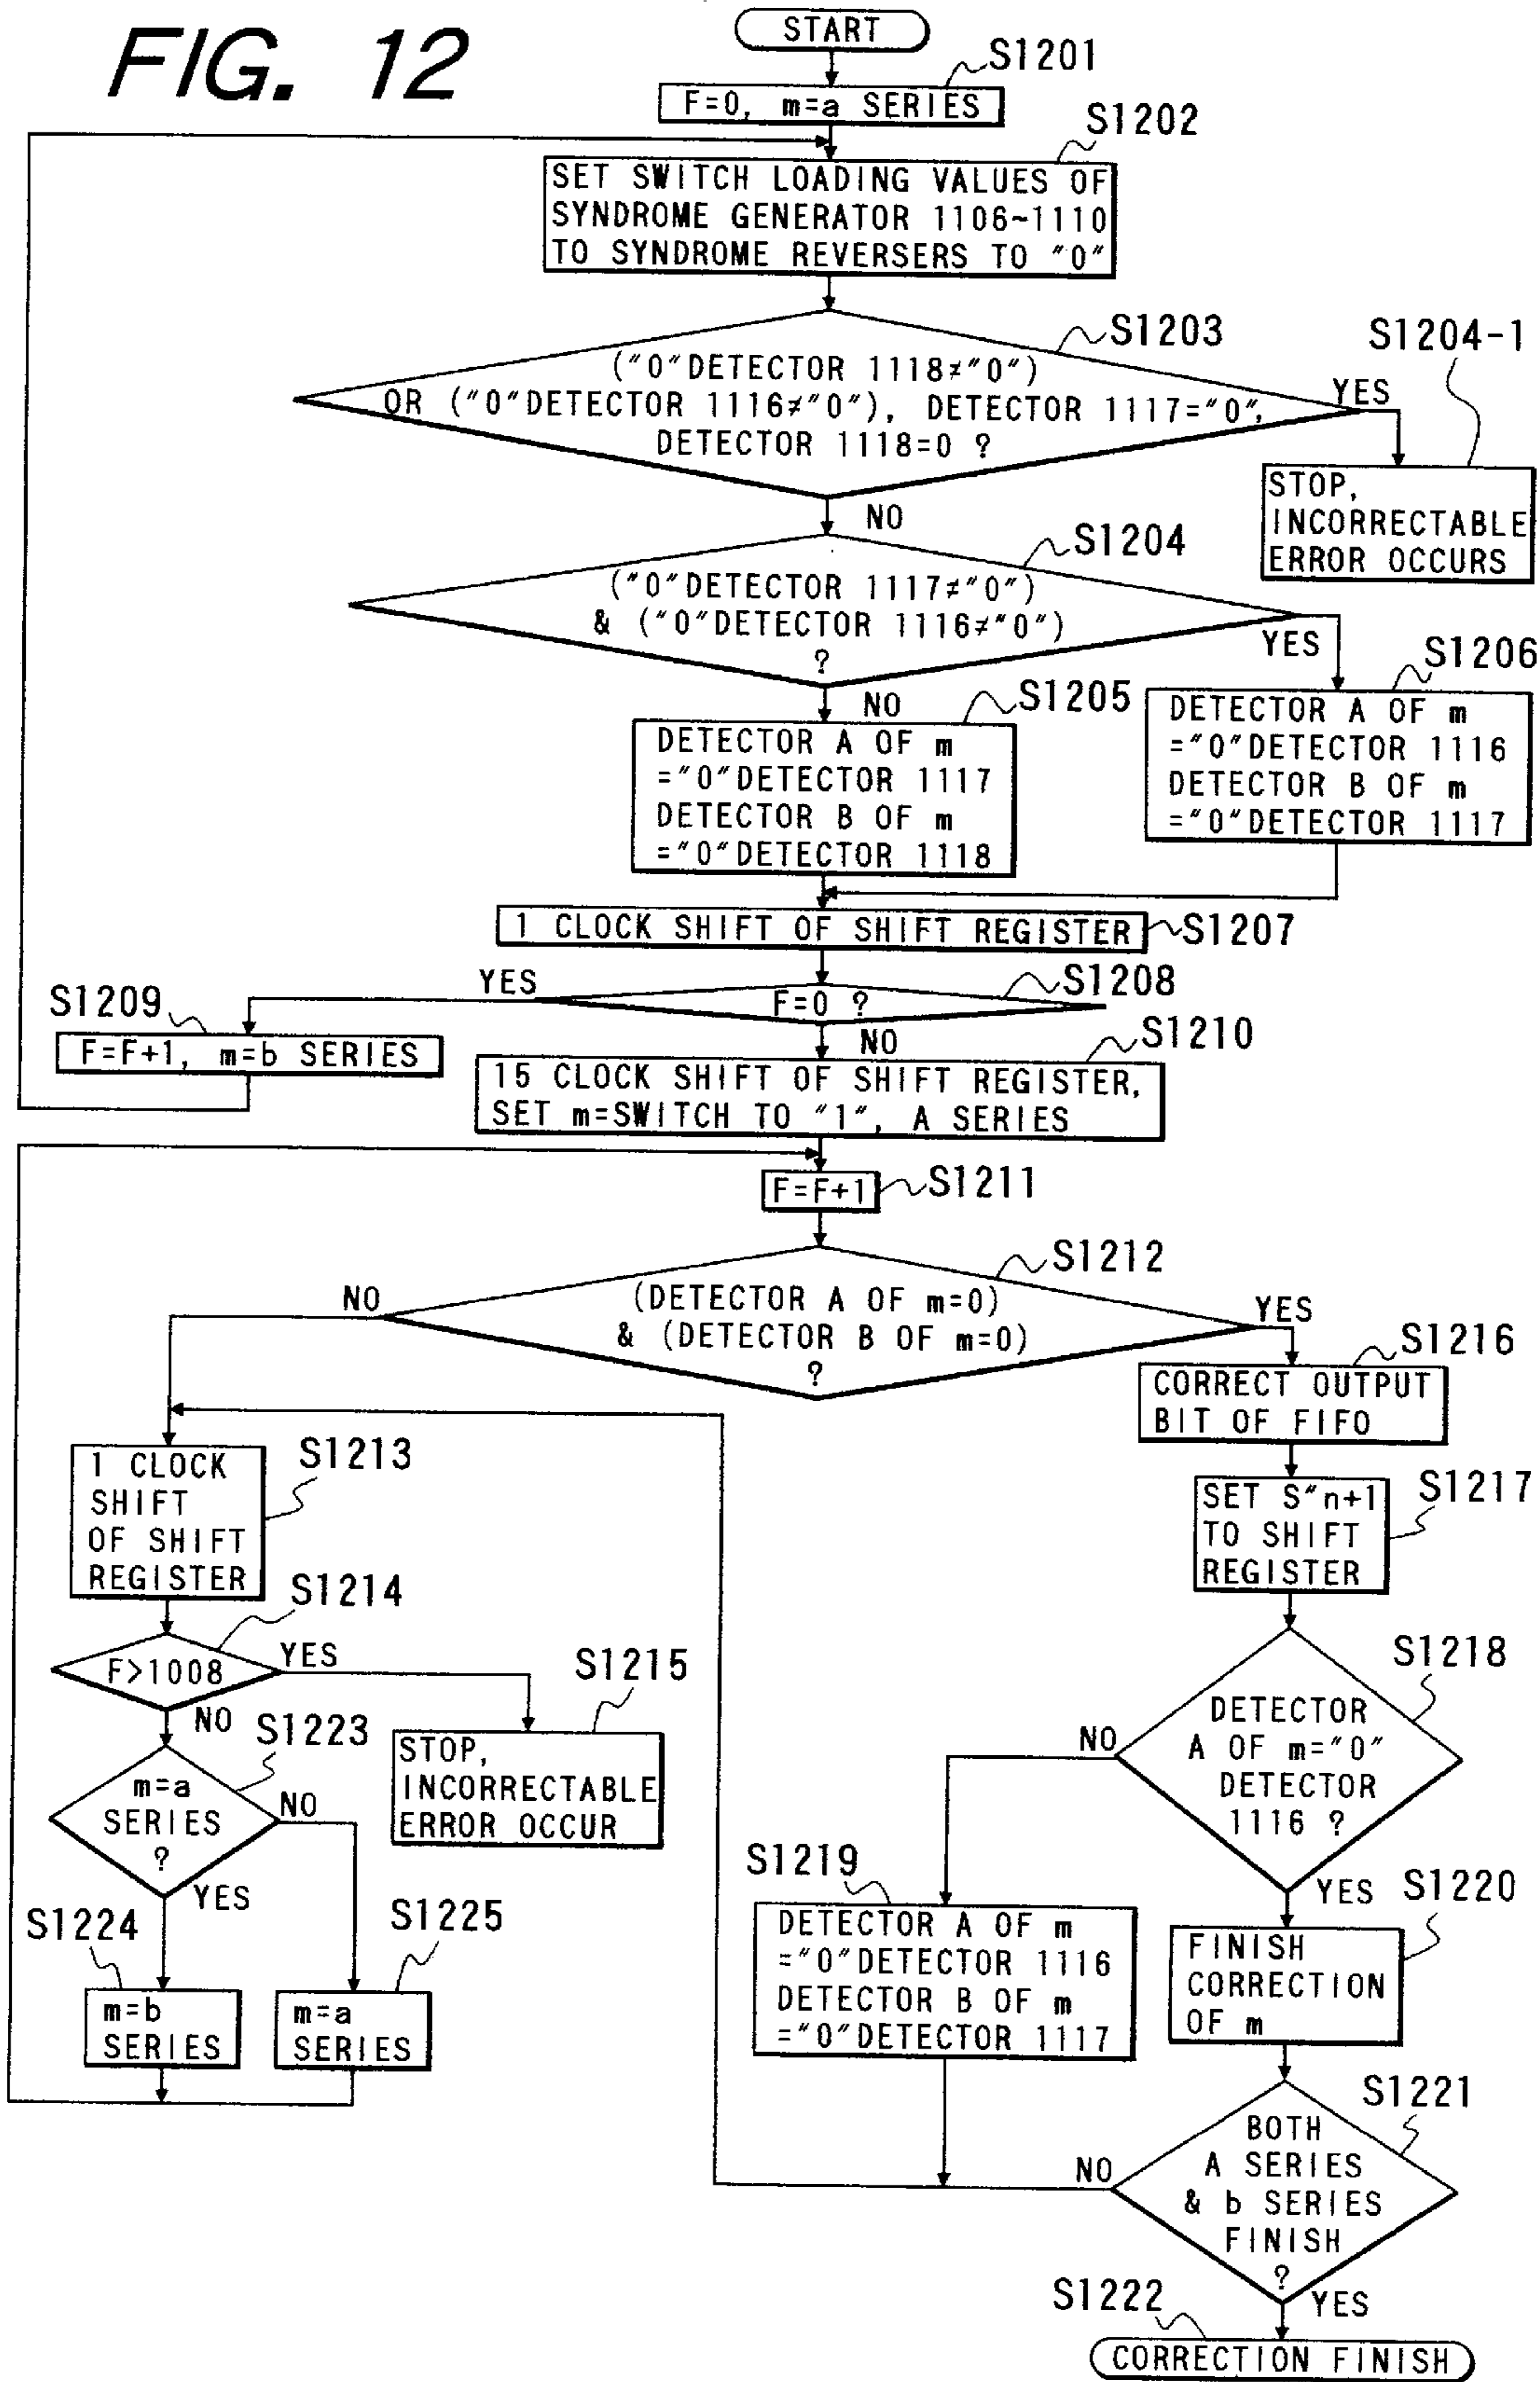 FIG. 12
START
S1201
F=0, m=a SERIES
S1202
SET SWITCH LOADING VALUES OF
SYNDROME GENERATOR 1106~1110
TO SYNDROME REVERSERS TO "0"
S1203
("0"DETECTOR 1118≠"0")
OR ("0"DETECTOR 1116≠"0"), DETECTOR 1117="0",
DETECTOR 1118=0 ?
YES
S1204-1
STOP,
INCORRECTABLE
ERROR OCCURS
NO
S1204
("0"DETECTOR 1117≠"0")
& ("0"DETECTOR 1116≠"0")
?
YES
S1206
DETECTOR A OF m
="0"DETECTOR 1116
DETECTOR B OF m
="0"DETECTOR 1117
NO
S1205
DETECTOR A OF m
="0"DETECTOR 1117
DETECTOR B OF m
="0"DETECTOR 1118
1 CLOCK SHIFT OF SHIFT REGISTER
S1207
YES
S1208
F=0 ?
S1209
F=F+1, m=b SERIES
NO
S1210
15 CLOCK SHIFT OF SHIFT REGISTER,
SET m=SWITCH TO "1", A SERIES
F=F+1
S1211
S1212
(DETECTOR A OF m=0)
& (DETECTOR B OF m=0)
?
NO
YES
S1216
CORRECT OUTPUT
BIT OF FIFO
S1213
1 CLOCK
SHIFT
OF SHIFT
REGISTER
S1217
SET S"n+1
TO SHIFT
REGISTER
S1214
F>1008
YES
S1215
STOP,
INCORRECTABLE
ERROR OCCUR
NO
S1223
m=a
SERIES
?
NO
YES
S1224
m=b
SERIES
S1225
m=a
SERIES
S1218
DETECTOR
A OF m="0"
DETECTOR
1116 ?
NO
YES
S1219
DETECTOR A OF m
="0"DETECTOR 1116
DETECTOR B OF m
="0"DETECTOR 1117
S1220
FINISH
CORRECTION
OF m
S1221
BOTH
A SERIES
& b SERIES
FINISH
?
NO
YES
S1222
CORRECTION FINISH